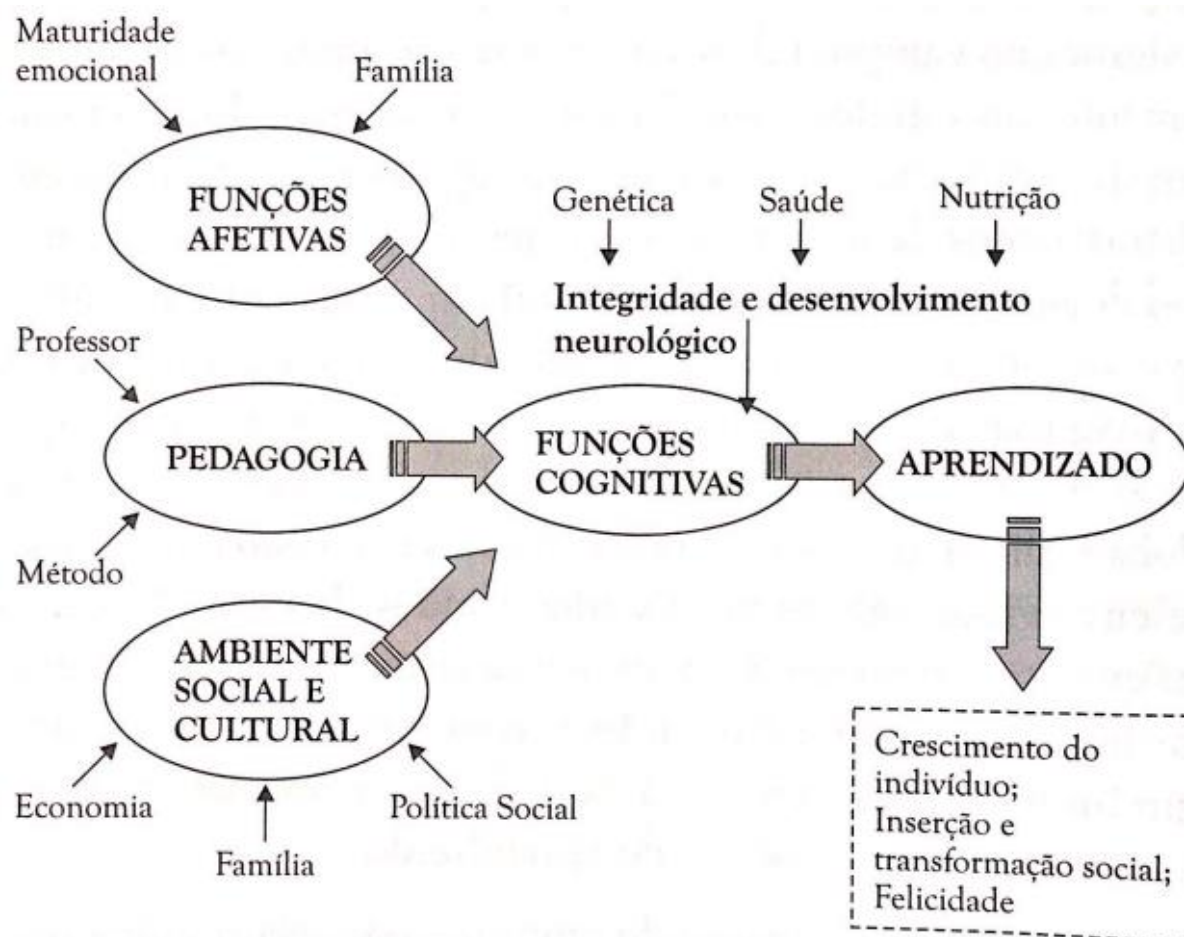 Maturidade
emocional
Família
FUNÇÕES
AFETIVAS
Genética
Saúde
Nutrição
Integridade e desenvolvimento
neurológico
Professor
PEDAGOGIA
Método
FUNÇÕES
COGNITIVAS
APRENDIZADO
AMBIENTE
SOCIAL E
CULTURAL
Economia
Família
Política Social
Crescimento do
indivíduo;
Inserção e
transformação social;
Felicidade